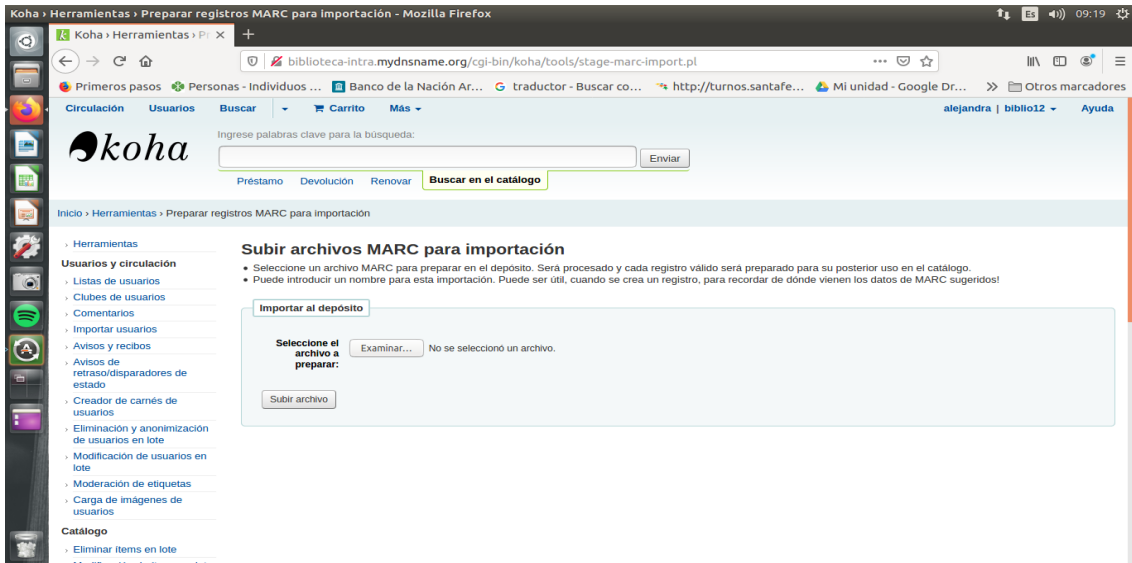 Koha › Herramientas › Preparar registros MARC para importación - Mozilla Firefox
Es 09:19
Koha › Herramientas › Pr
biblioteca-intra.mydnsname.org/cgi-bin/koha/tools/stage-marc-import.pl
Primeros pasos Personas - Individuos ... Banco de la Nación Ar... traductor - Buscar co... http://turnos.santafe... Mi unidad - Google Dr... Otros marcadores
Circulación Usuarios Buscar Carrito Más alejandra | biblio12 Ayuda
koha
Ingrese palabras clave para la búsqueda:
Enviar
Préstamo Devolución Renovar Buscar en el catálogo
Inicio › Herramientas › Preparar registros MARC para importación
› Herramientas
Usuarios y circulación
› Listas de usuarios
› Clubes de usuarios
› Comentarios
› Importar usuarios
› Avisos y recibos
› Avisos de
retraso/disparadores de
estado
› Creador de carnés de
usuarios
› Eliminación y anonimización
de usuarios en lote
› Modificación de usuarios en
lote
› Moderación de etiquetas
› Carga de imágenes de
usuarios
Catálogo
› Eliminar ítems en lote
Subir archivos MARC para importación
• Seleccione un archivo MARC para preparar en el depósito. Será procesado y cada registro válido será preparado para su posterior uso en el catálogo.
• Puede introducir un nombre para esta importación. Puede ser útil, cuando se crea un registro, para recordar de dónde vienen los datos de MARC sugeridos!
Importar al depósito
Seleccione el
archivo a
preparar:
Examinar... No se seleccionó un archivo.
Subir archivo